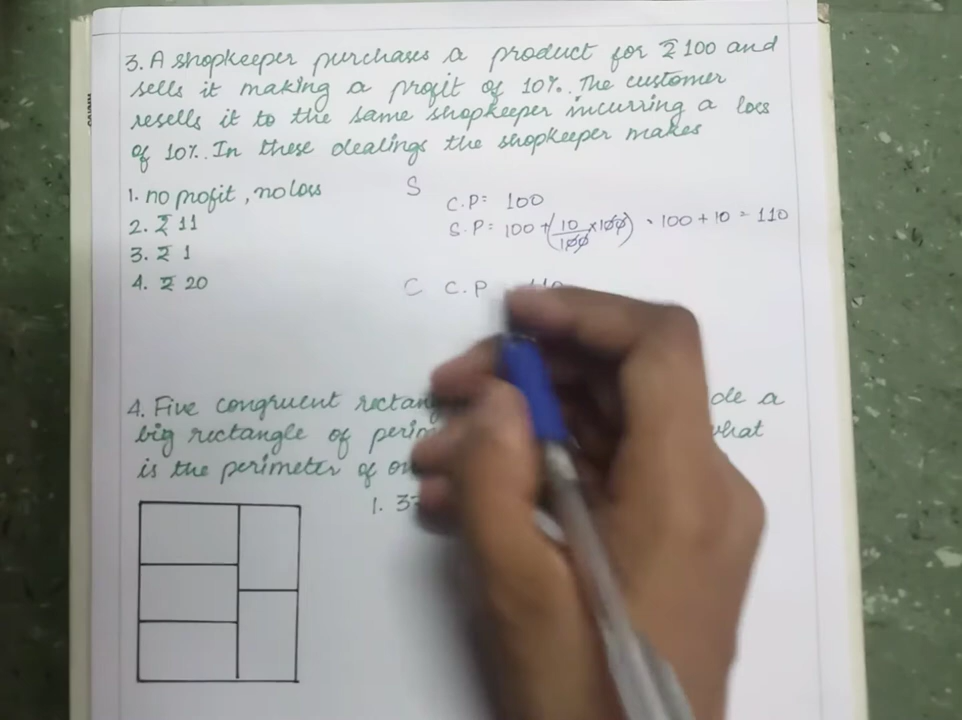 3. A shopkeeper purchases a product for ₹ 100 and
sells it making a profit of 10%. The customer
resells it to the same shopkeeper incurring a loss
of 10%. In these dealings the shopkeeper makes
1. no profit, no loss
2. ₹ 11
3. ₹ 1
4. ₹ 20
S
C.P= 100
S.P= 100 + (10/100 × 100) = 100 + 10 = 110
C C.P
4. Five congruent a
big rectangle of what
is the perimeter of
1.